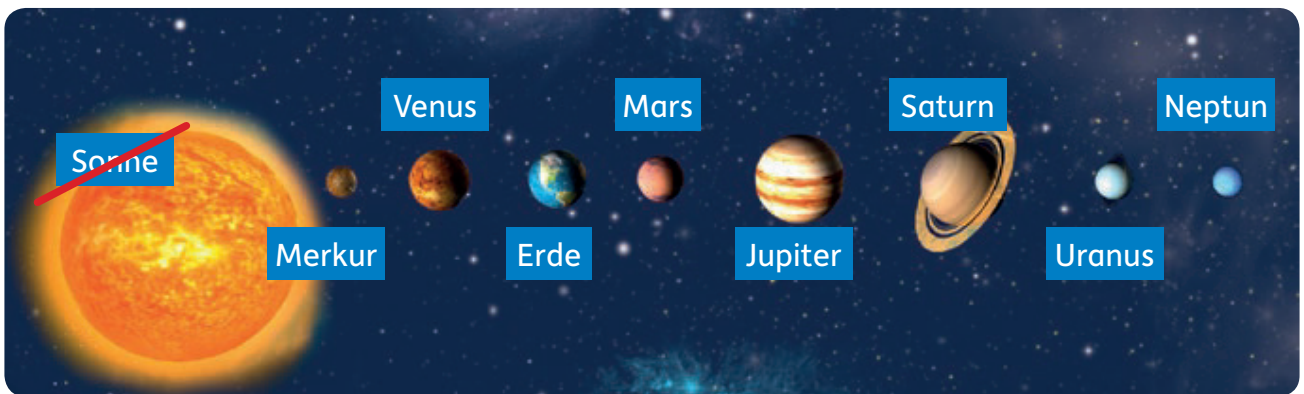 Sonne
Merkur
Venus
Erde
Mars
Jupiter
Saturn
Uranus
Neptun